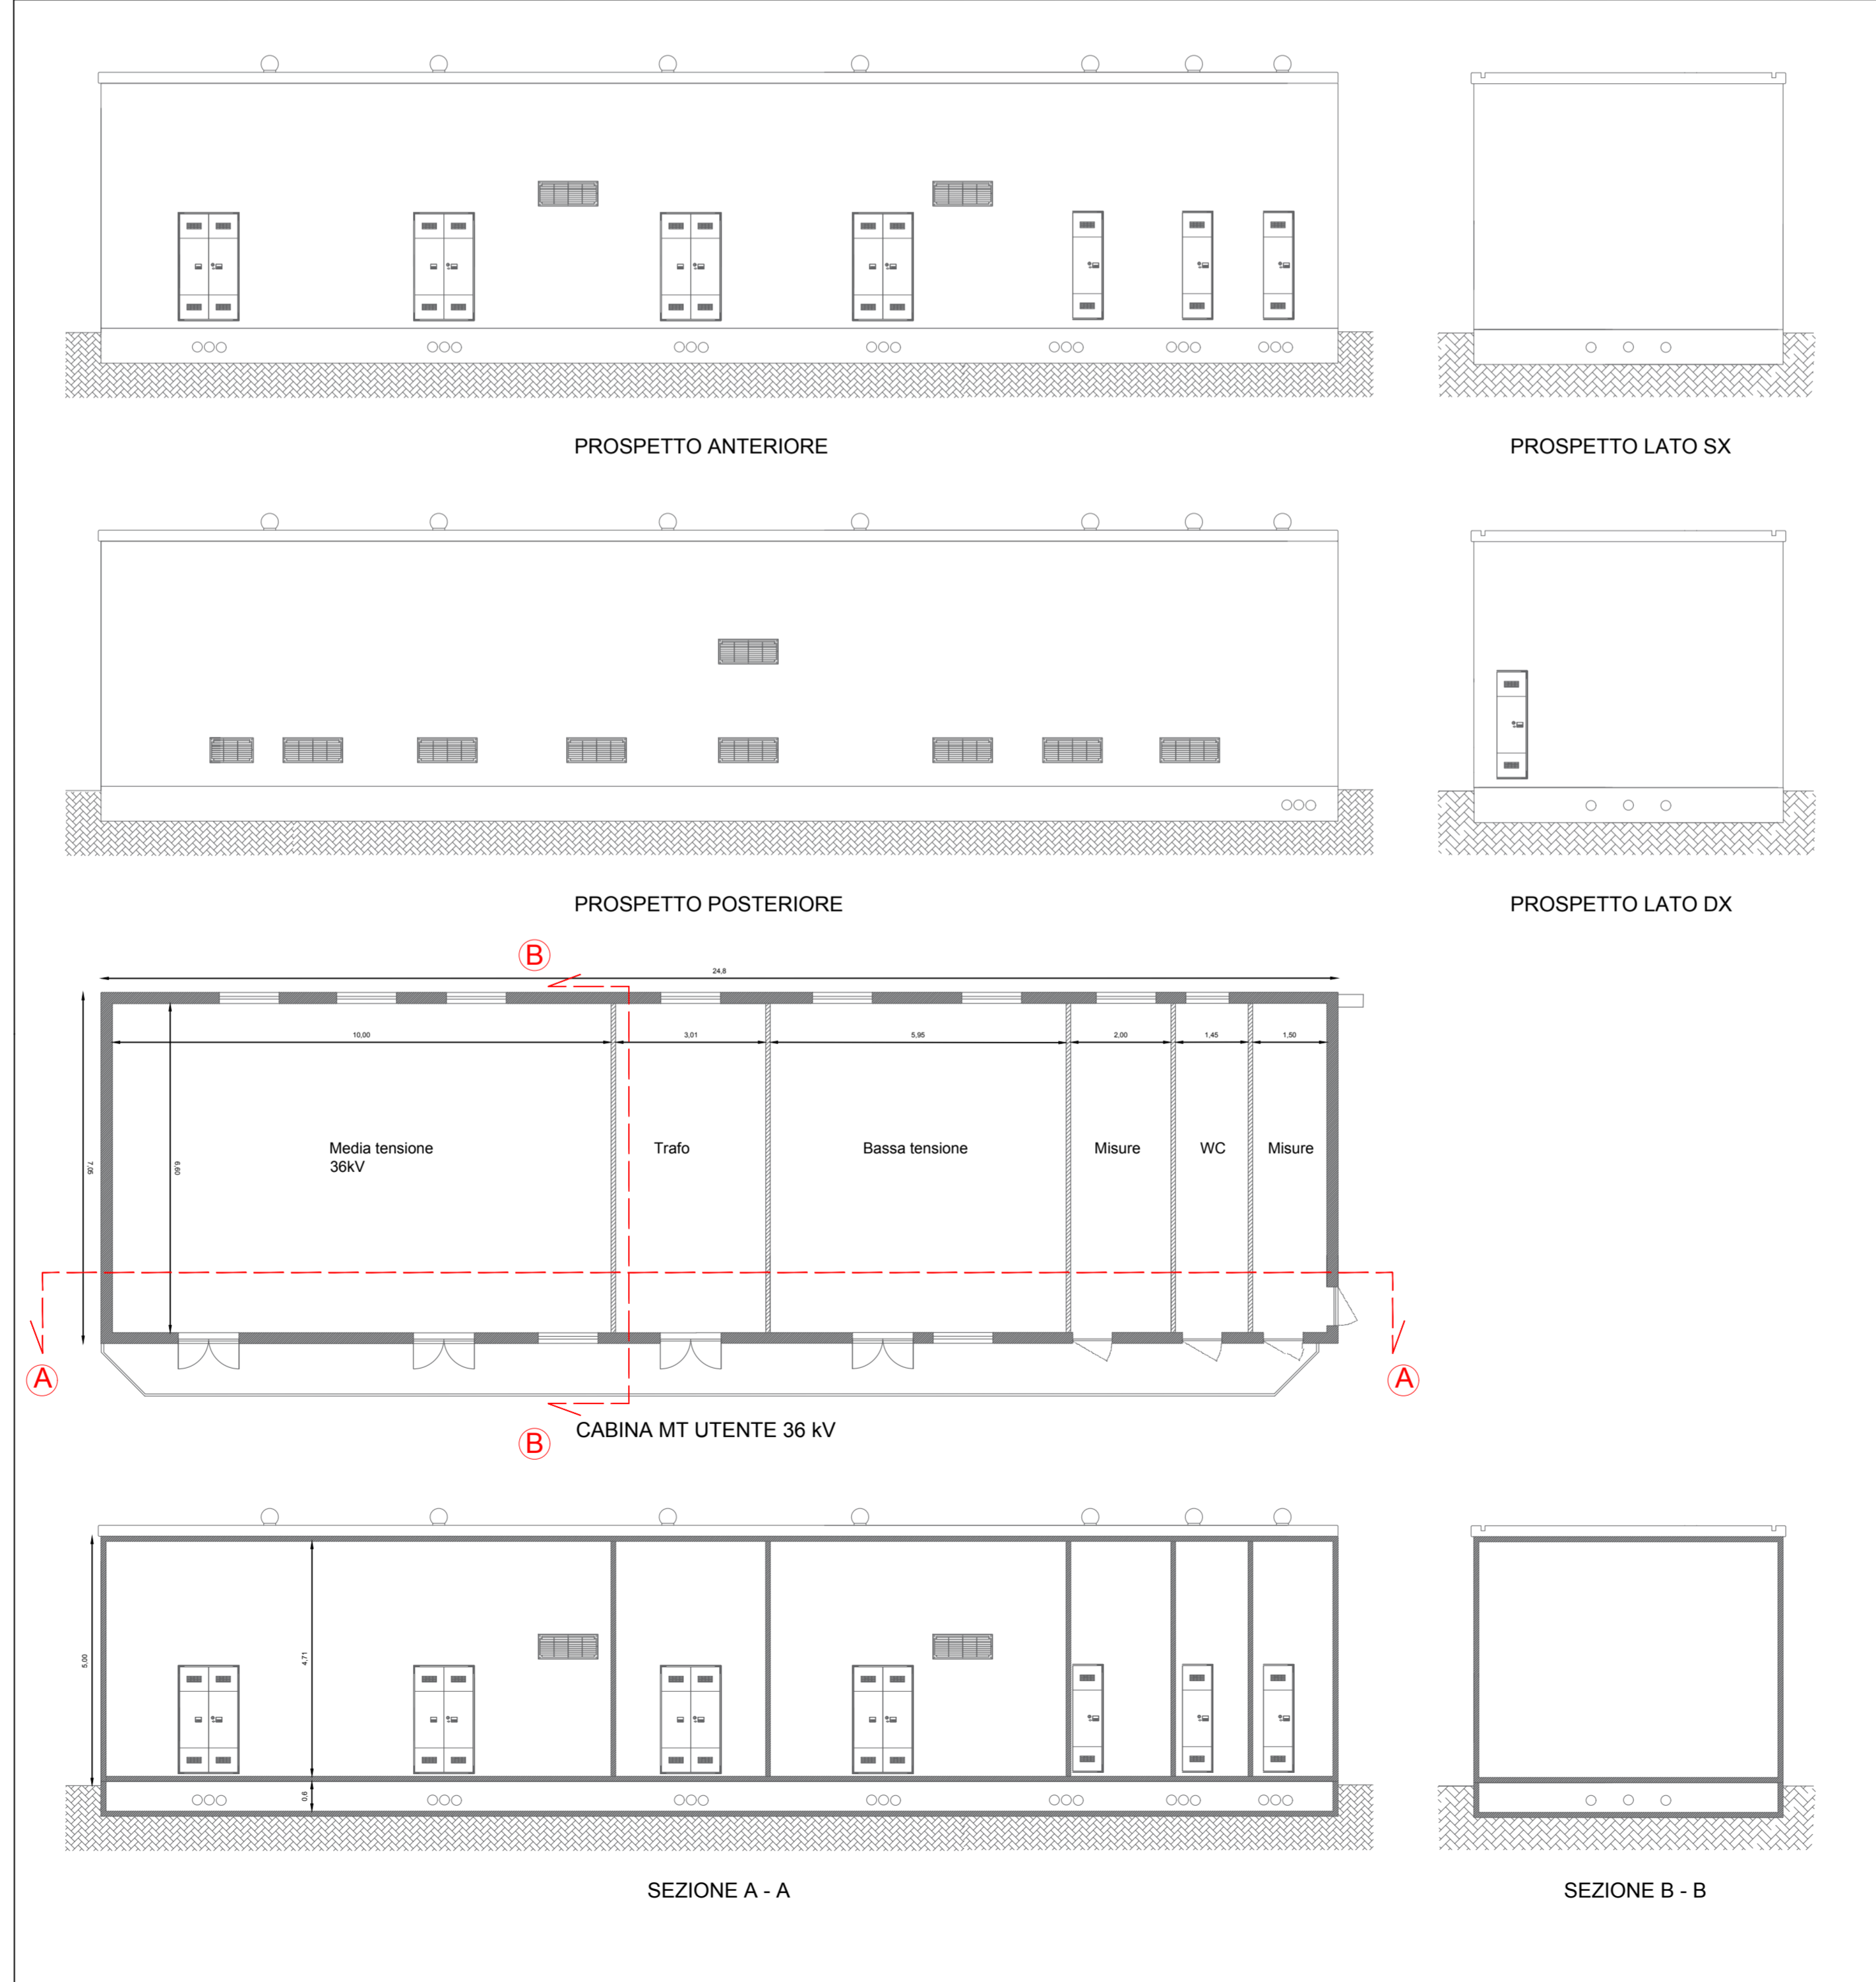 PROSPETTO ANTERIORE
PROSPETTO LATO SX
PROSPETTO POSTERIORE
PROSPETTO LATO DX
B
24,8
10,00
3,01
5,95
2,00
1,45
1,50
Media tensione
36kV
Trafo
Bassa tensione
Misure
WC
Misure
7,05
6,60
A
A
B
CABINA MT UTENTE 36 kV
5,00
4,71
0,6
SEZIONE A - A
SEZIONE B - B